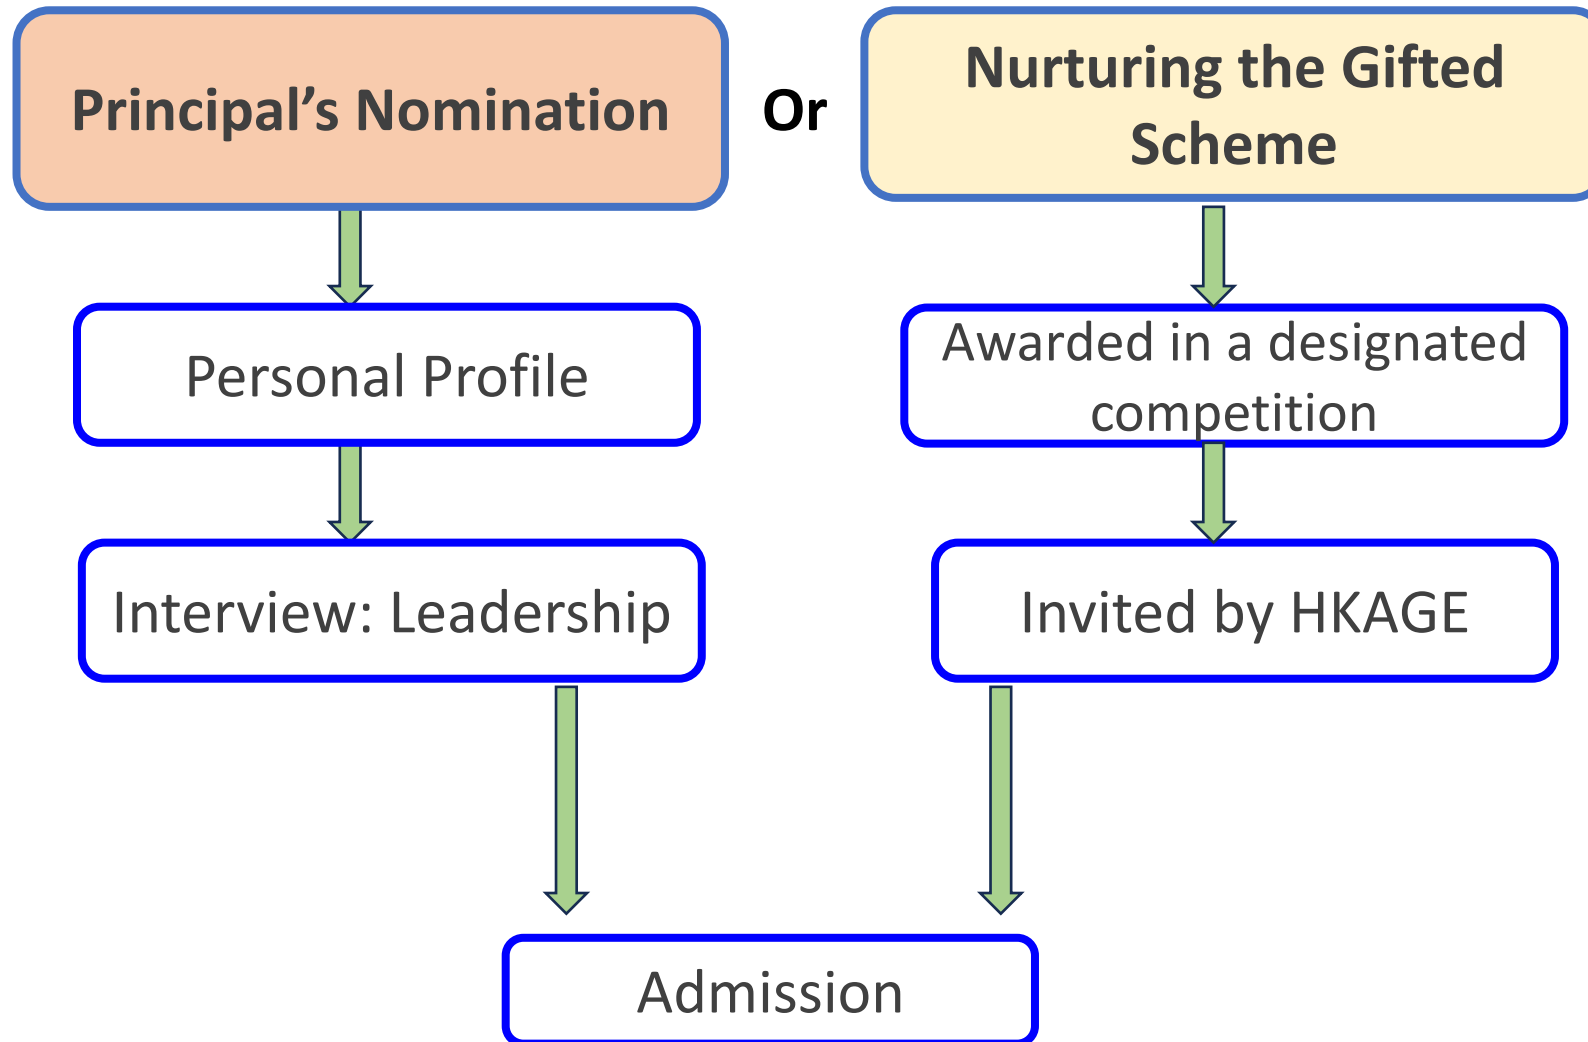 Principal’s Nomination
Or
Nurturing the Gifted
Scheme
Personal Profile
Awarded in a designated
competition
Interview: Leadership
Invited by HKAGE
Admission